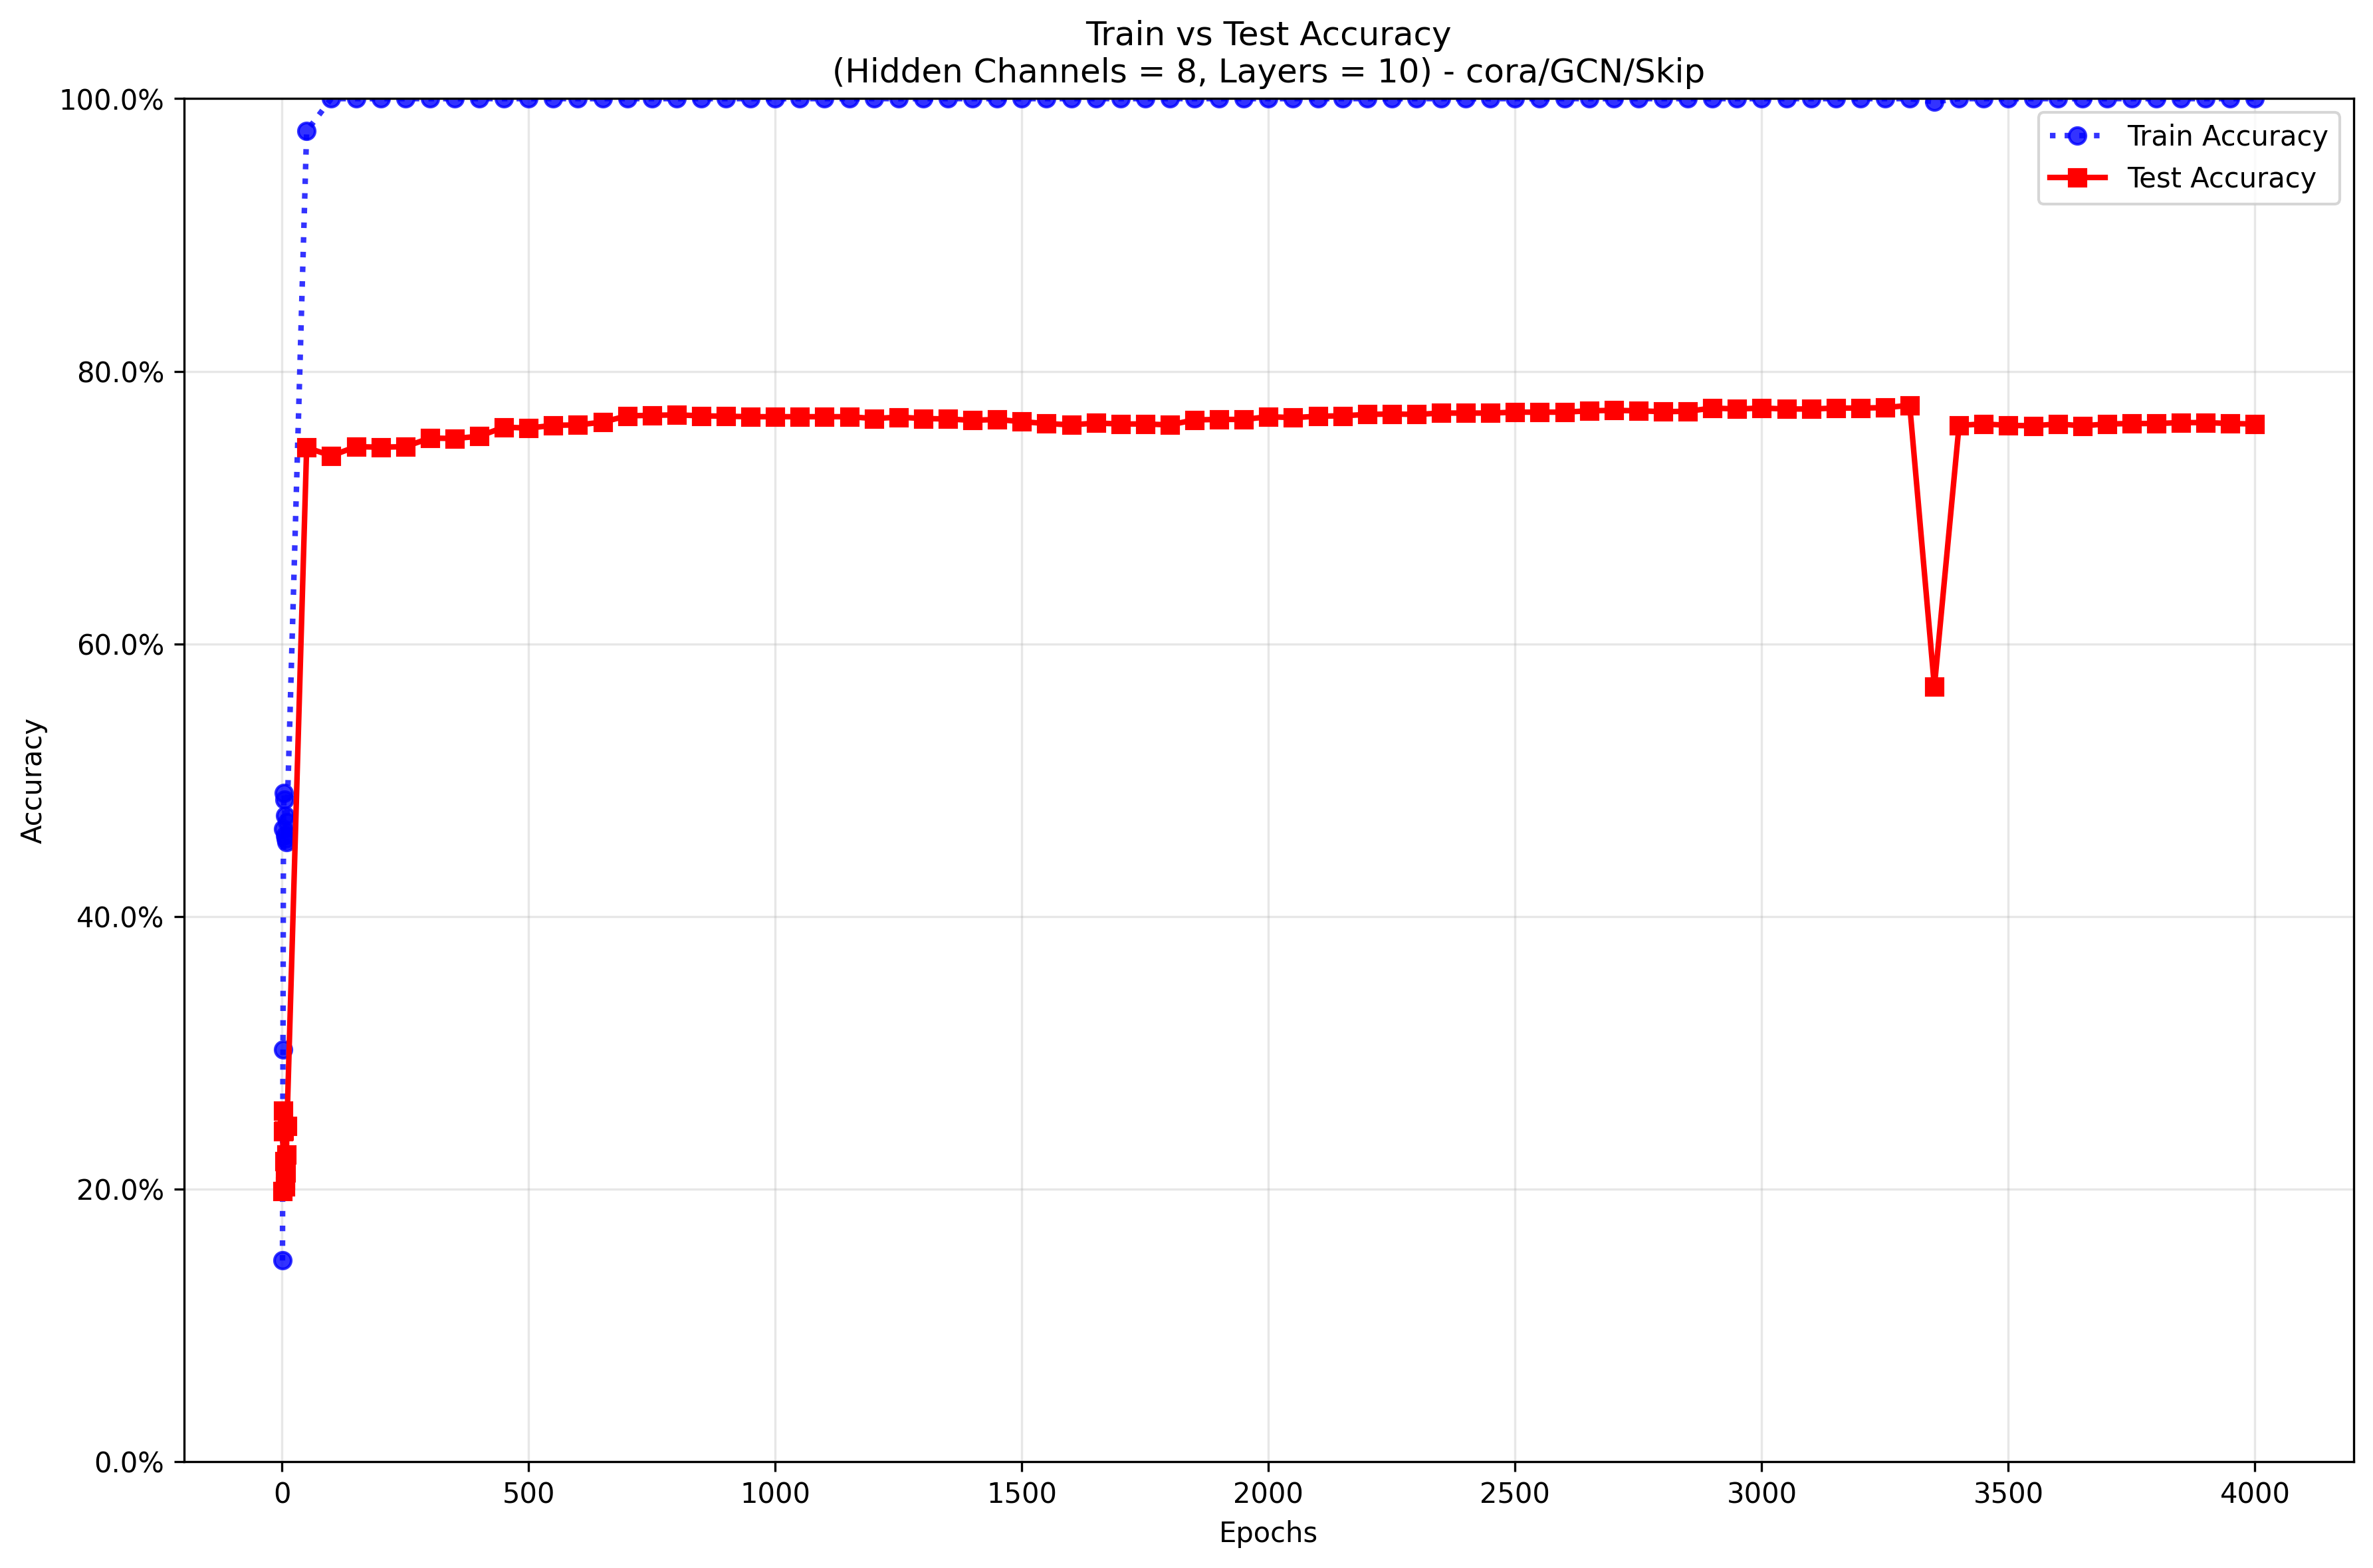 Train vs Test Accuracy
(Hidden Channels = 8, Layers = 10) - cora/GCN/Skip
100.0%
80.0%
60.0%
40.0%
20.0%
0.0%
Accuracy
Train Accuracy
Test Accuracy
0 500 1000 1500 2000 2500 3000 3500 4000
Epochs